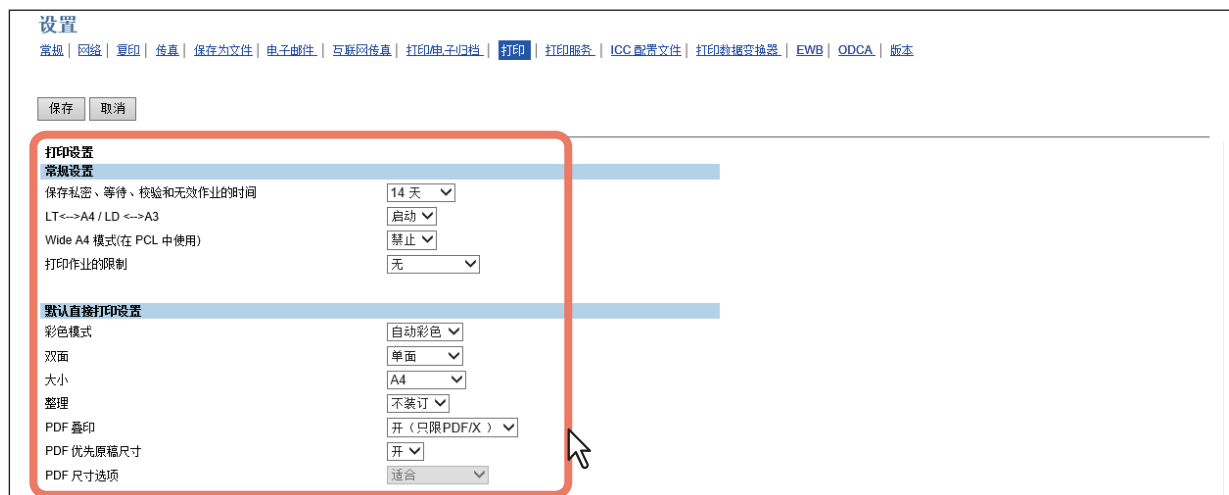 设置
常规 | 网络 | 复印 | 传真 | 保存为文件 | 电子邮件 | 互联网传真 | 打印/电子归档 | 打印 | 打印服务 | ICC 配置文件 | 打印数据变换器 | EWB | ODCA | 版本
保存 取消
打印设置
常规设置
保存私密、等待、校验和无效作业的时间 14 天
LT<-->A4 / LD <-->A3 启动
Wide A4 模式(在 PCL 中使用) 禁止
打印作业的限制 无
默认直接打印设置
彩色模式 自动彩色
双面 单面
大小 A4
整理 不装订
PDF 叠印 开（只限PDF/X ）
PDF 优先原稿尺寸 开
PDF 尺寸选项 适合